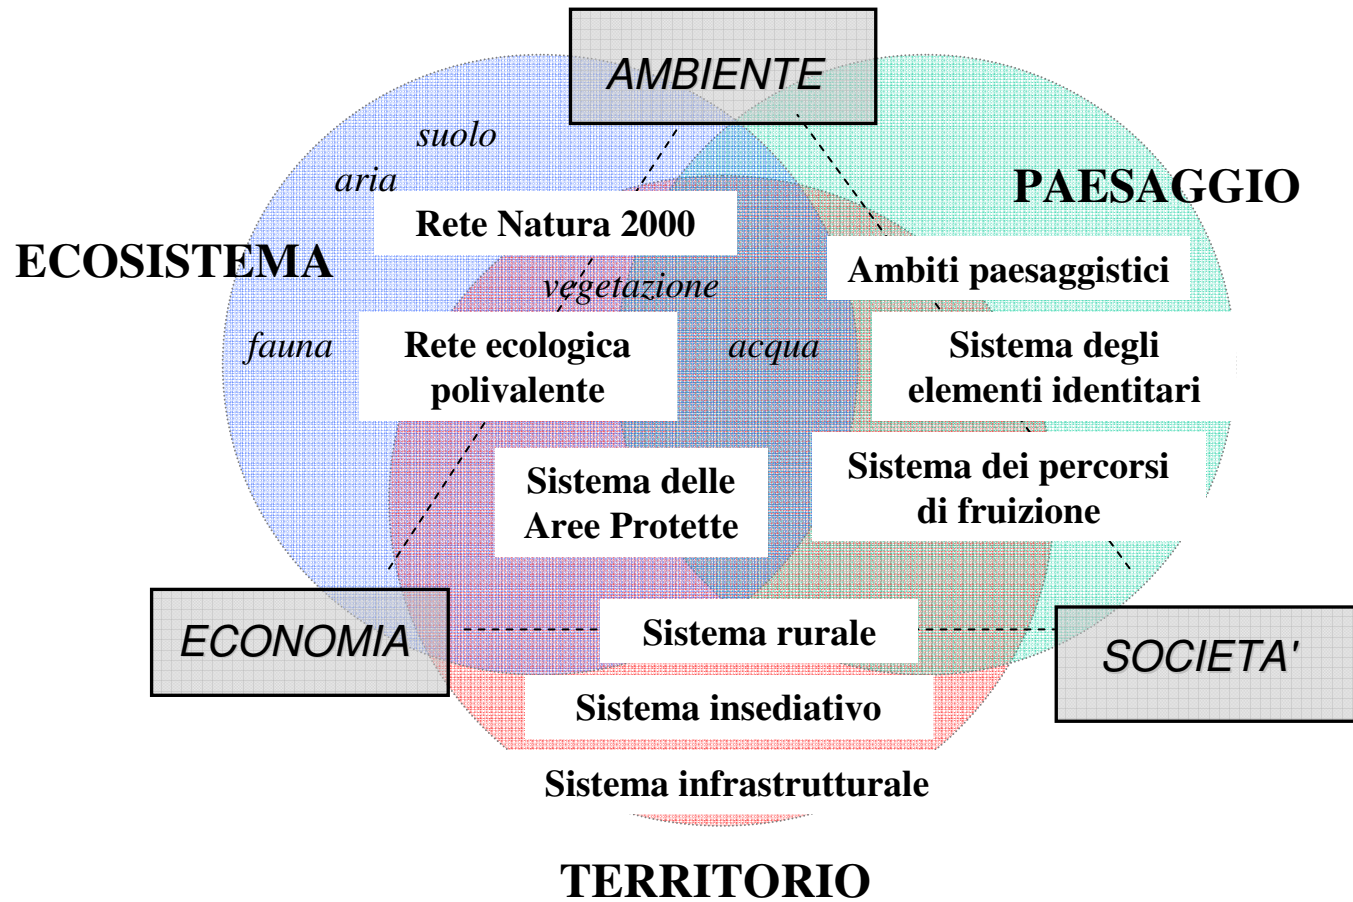 AMBIENTE
suolo
aria
PAESAGGIO
Rete Natura 2000
ECOSISTEMA
Ambiti paesaggistici
vegetazione
fauna
Rete ecologica
polivalente
acqua
Sistema degli
elementi identitari
Sistema delle
Aree Protette
Sistema dei percorsi
di fruizione
ECONOMIA
Sistema rurale
SOCIETA'
Sistema insediativo
Sistema infrastrutturale
TERRITORIO